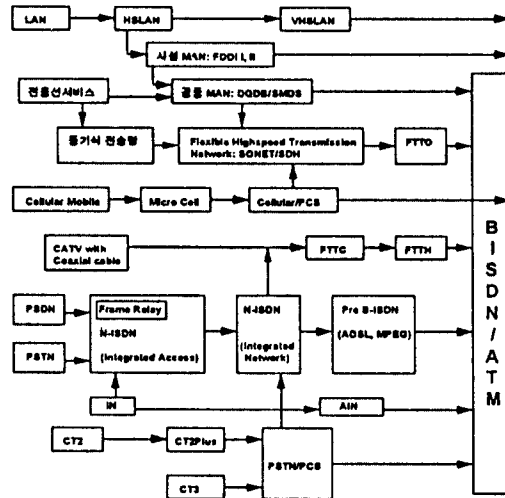 LAN
HSLAN
VHSLAN
사설 MAN: FDDI I, II
전용선서비스
공중 MAN: DQDB/SMDS
동기식 전송망
Flexible Highspeed Transmission
Network: SONET/SDH
FTTO
Cellular Mobile
Micro Cell
Cellular/PCS
CATV with
Coaxial cable
FTTC
FTTH
PSDN
Frame Relay
N-ISDN
(Integrated Access)
N-ISDN
(Integrated
Network)
Pre B-ISDN
(ADSL, MPEG)
PSTN
IN
AIN
CT2
CT2Plus
PSTN/PCS
CT3
BISDN/ATM